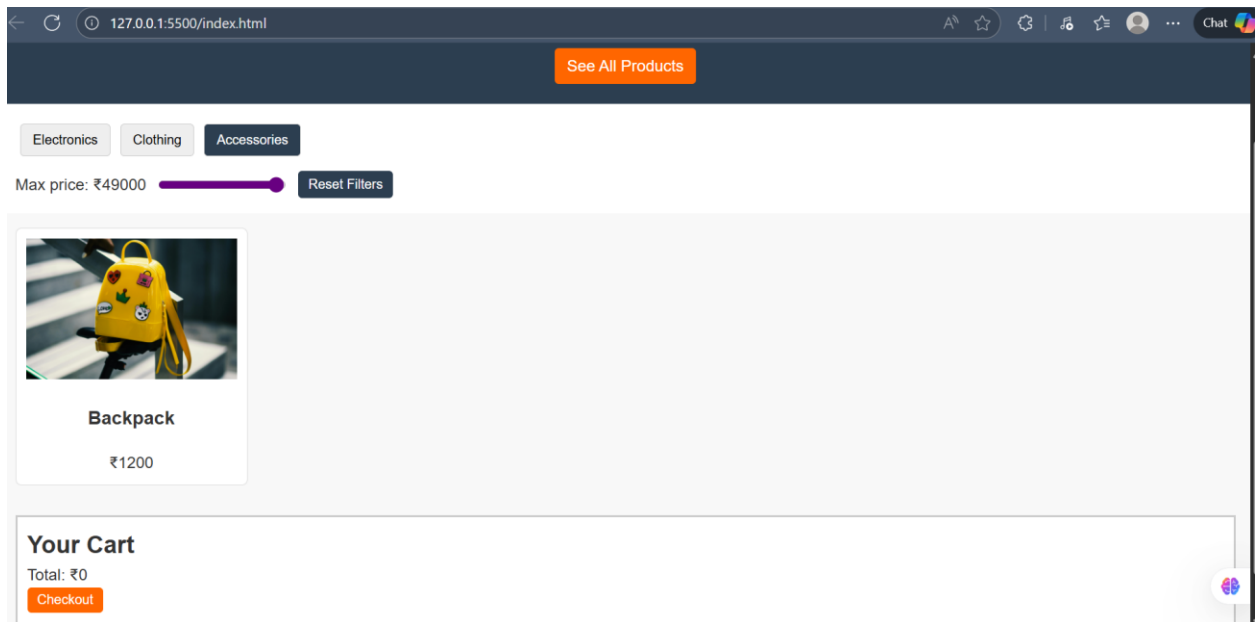 127.0.0.1:5500/index.html
Chat
See All Products
Electronics Clothing Accessories
Max price: ₹49000 Reset Filters
Backpack
₹1200
Your Cart
Total: ₹0
Checkout